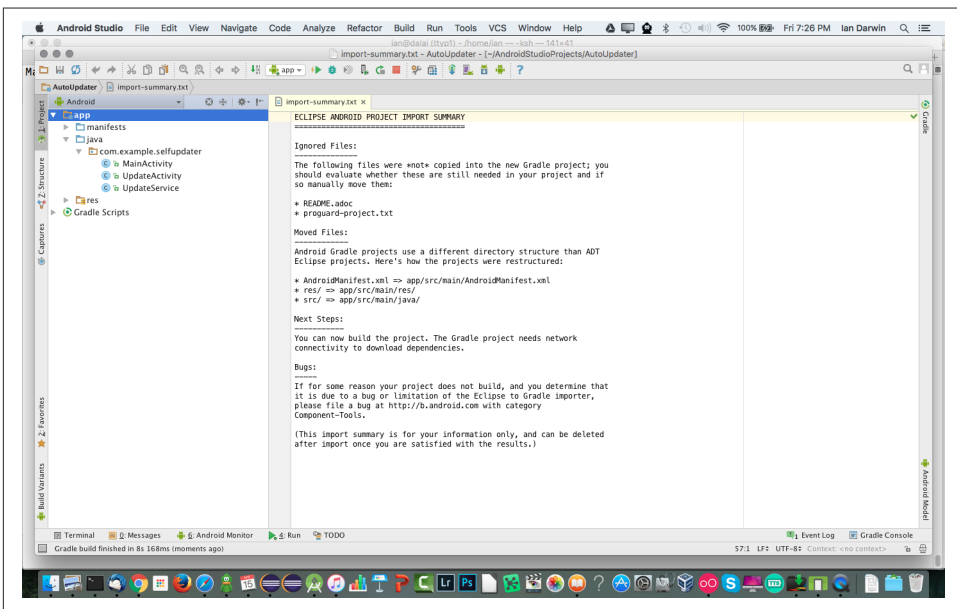 Android Studio File Edit View Navigate Code Analyze Refactor Build Run Tools VCS Window Help 100% Fri 7:26 PM Ian Darwin
ian@dalai (ttyp1) - /home/ian — -ksh — 141×41
import-summary.txt - AutoUpdater - [~/AndroidStudioProjects/AutoUpdater]
app
AutoUpdater import-summary.txt
Android
import-summary.txt
1: Project
Z: Structure
Captures
2: Favorites
Build Variants
app
manifests
java
com.example.selfupdater
MainActivity
UpdateActivity
UpdateService
res
Gradle Scripts
ECLIPSE ANDROID PROJECT IMPORT SUMMARY
======================================
Ignored Files:
--------------
The following files were *not* copied into the new Gradle project; you
should evaluate whether these are still needed in your project and if
so manually move them:
* README.adoc
* proguard-project.txt
Moved Files:
------------
Android Gradle projects use a different directory structure than ADT
Eclipse projects. Here's how the projects were restructured:
* AndroidManifest.xml => app/src/main/AndroidManifest.xml
* res/ => app/src/main/res/
* src/ => app/src/main/java/
Next Steps:
-----------
You can now build the project. The Gradle project needs network
connectivity to download dependencies.
Bugs:
-----
If for some reason your project does not build, and you determine that
it is due to a bug or limitation of the Eclipse to Gradle importer,
please file a bug at http://b.android.com with category
Component-Tools.
(This import summary is for your information only, and can be deleted
after import once you are satisfied with the results.)
Gradle
Android Model
Terminal 0: Messages 6: Android Monitor 4: Run TODO 1 Event Log Gradle Console
Gradle build finished in 8s 168ms (moments ago) 57:1 LF÷ UTF-8÷ Context: <no context>
Lr Ps